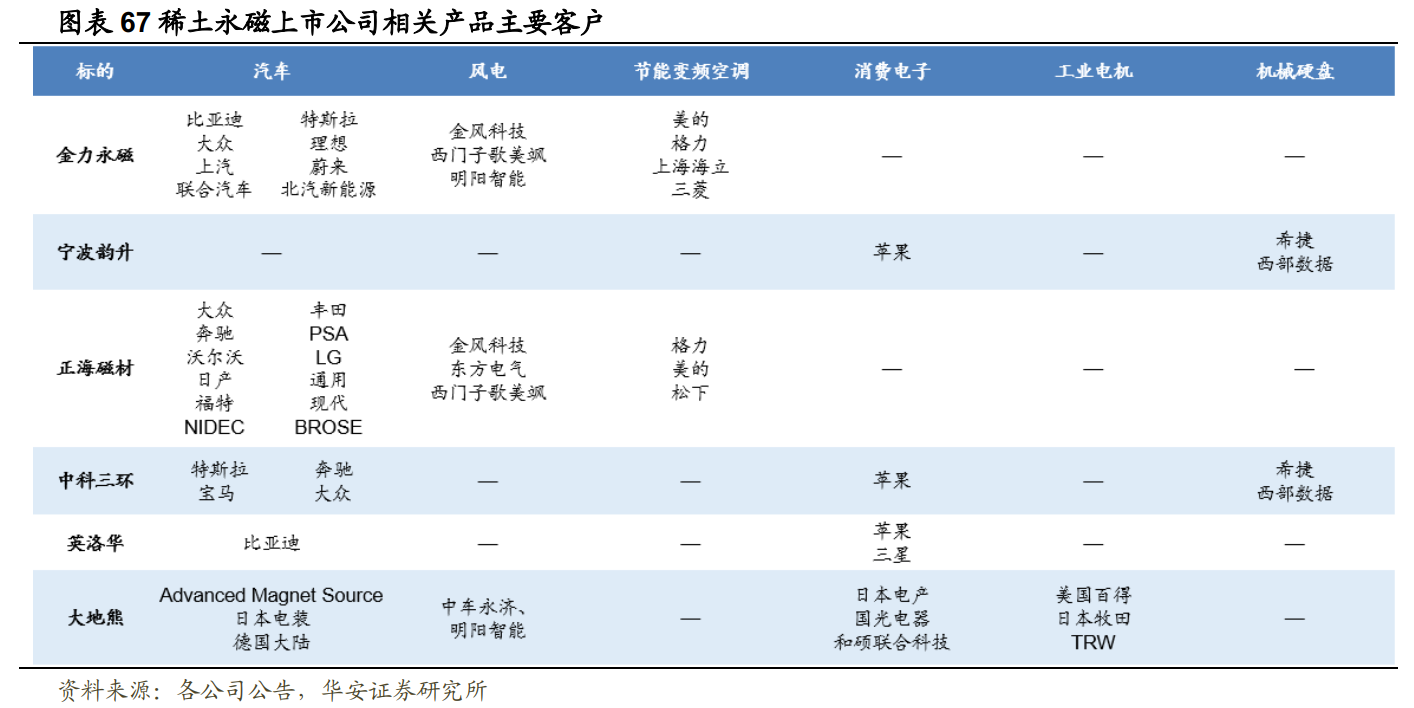 图表 67 稀土永磁上市公司相关产品主要客户
标的 汽车 风电 节能变频空调 消费电子 工业电机 机械硬盘
金力永磁
比亚迪 特斯拉
大众 理想
上汽 蔚来
联合汽车 北汽新能源
金风科技
西门子歌美飒
明阳智能
美的
格力
上海海立
三菱
—
—
—
宁波韵升
—
—
—
苹果
—
希捷
西部数据
正海磁材
大众 丰田
奔驰 PSA
沃尔沃 LG
日产 通用
福特 现代
NIDEC BROSE
金风科技
东方电气
西门子歌美飒
格力
美的
松下
—
—
—
中科三环
特斯拉 奔驰
宝马 大众
—
—
苹果
—
希捷
西部数据
英洛华
比亚迪
—
—
苹果
三星
—
—
大地熊
Advanced Magnet Source
日本电装
德国大陆
中车永济、
明阳智能
—
日本电产
国光电器
和硕联合科技
美国百得
日本牧田
TRW
—
资料来源：各公司公告，华安证券研究所